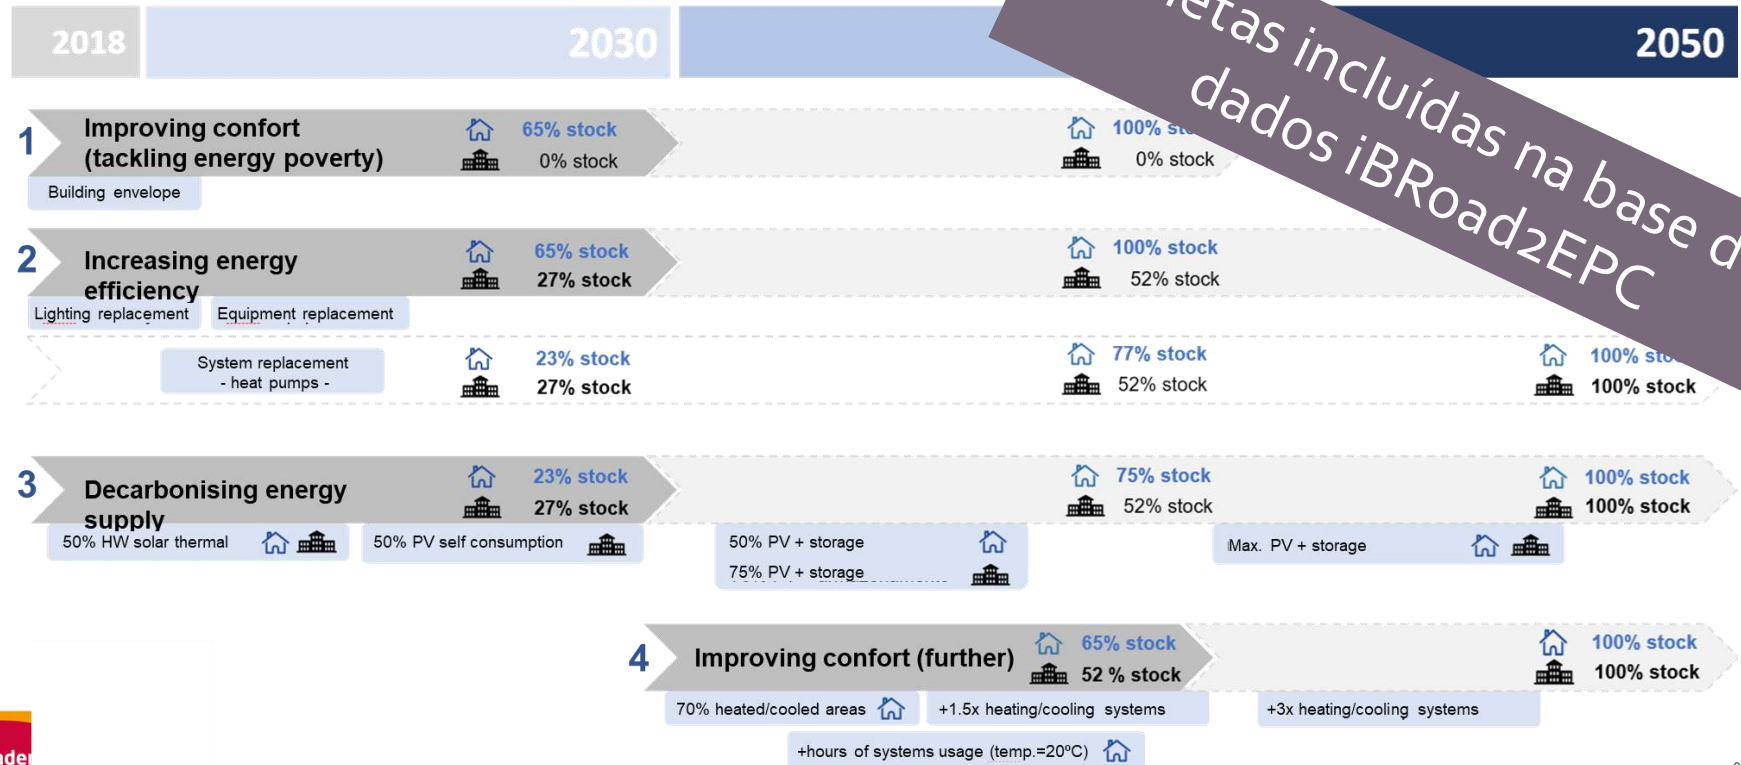 2018
2030
2050
etas incluídas na base d
dados iBRoad2EPC
1
Improving confort
(tackling energy poverty)
65% stock
0% stock
100% st
0% stock
Building envelope
2
Increasing energy
efficiency
65% stock
27% stock
100% stock
52% stock
Lighting replacement
Equipment replacement
System replacement
- heat pumps -
23% stock
27% stock
77% stock
52% stock
100% sto
100% stock
3
Decarbonising energy
supply
23% stock
27% stock
75% stock
52% stock
100% stock
100% stock
50% HW solar thermal
50% PV self consumption
50% PV + storage
75% PV + storage
Max. PV + storage
4
Improving confort (further)
65% stock
52 % stock
100% stock
100% stock
70% heated/cooled areas
+1.5x heating/cooling systems
+3x heating/cooling systems
+hours of systems usage (temp.=20ºC)
nder